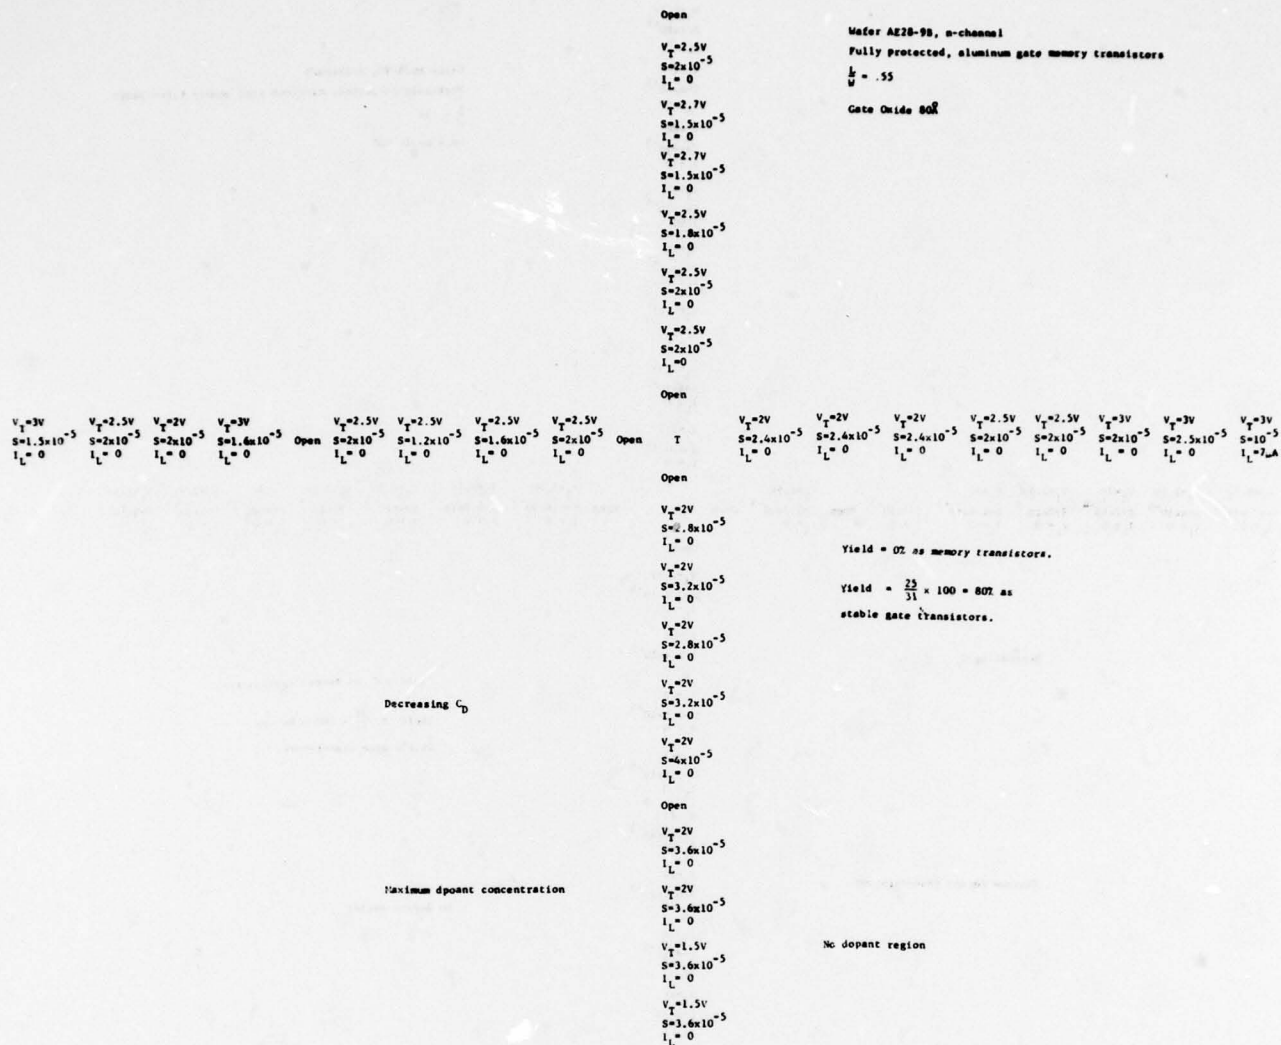 Open
Wafer AE28-9B, n-channel
Fully protected, aluminum gate memory transistors
L/W = .55
Gate Oxide 80Å
V_T=2.5V
S=2x10^-5
I_L= 0
V_T=2.7V
S=1.5x10^-5
I_L= 0
V_T=2.7V
S=1.5x10^-5
I_L= 0
V_T=2.5V
S=1.8x10^-5
I_L= 0
V_T=2.5V
S=2x10^-5
I_L= 0
V_T=2.5V
S=2x10^-5
I_L=0
Open
V_T=3V V_T=2.5V V_T=2V V_T=3V V_T=2.5V V_T=2.5V V_T=2.5V V_T=2.5V V_T=2V V_T=2V V_T=2V V_T=2.5V V_T=2.5V V_T=3V V_T=3V V_T=3V
S=1.5x10^-5 S=2x10^-5 S=2x10^-5 S=1.6x10^-5 Open S=2x10^-5 S=1.2x10^-5 S=1.6x10^-5 S=2x10^-5 Open T S=2.4x10^-5 S=2.4x10^-5 S=2.4x10^-5 S=2x10^-5 S=2x10^-5 S=2x10^-5 S=2.5x10^-5 S=10^-5
I_L= 0 I_L= 0 I_L= 0 I_L= 0 I_L= 0 I_L= 0 I_L= 0 I_L= 0 I_L= 0 I_L= 0 I_L= 0 I_L= 0 I_L= 0 I_L= 0 I_L= 0 I_L=7µA
Open
V_T=2V
S=2.8x10^-5
I_L= 0
Yield = 0% as memory transistors.
V_T=2V
S=3.2x10^-5
I_L= 0
Yield = 25/31 x 100 = 80% as
stable gate transistors.
V_T=2V
S=2.8x10^-5
I_L= 0
V_T=2V
S=3.2x10^-5
I_L= 0
Decreasing C_D
V_T=2V
S=4x10^-5
I_L= 0
Open
V_T=2V
S=3.6x10^-5
I_L= 0
Maximum dpoant concentration
V_T=2V
S=3.6x10^-5
I_L= 0
V_T=1.5V
S=3.6x10^-5
I_L= 0
No dopant region
V_T=1.5V
S=3.6x10^-5
I_L= 0